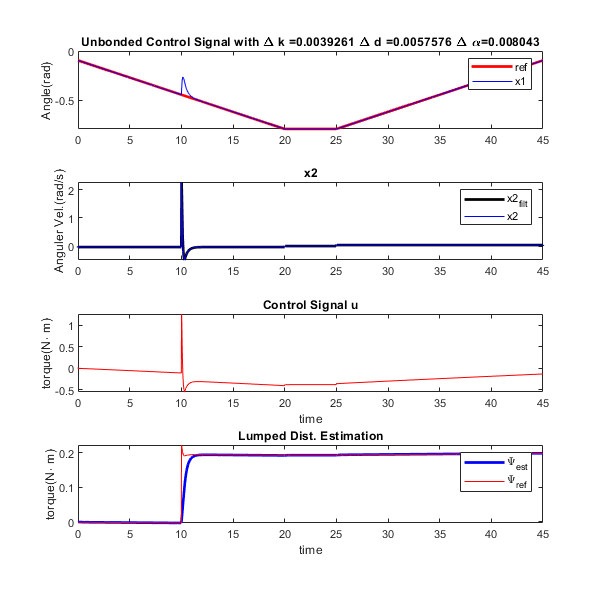 Unbonded Control Signal with Δ k =0.0039261 Δ d =0.0057576 Δ α=0.008043
0
-0.5
Angle(rad)
ref
x1
0 5 10 15 20 25 30 35 40 45
x2
2
1
0
Anguler Vel.(rad/s)
x2filt
x2
0 5 10 15 20 25 30 35 40 45
Control Signal u
1
0.5
0
-0.5
torque(N· m)
0 5 10 15 20 25 30 35 40 45
time
Lumped Dist. Estimation
0.2
0.1
0
torque(N· m)
Ψest
Ψref
0 5 10 15 20 25 30 35 40 45
time